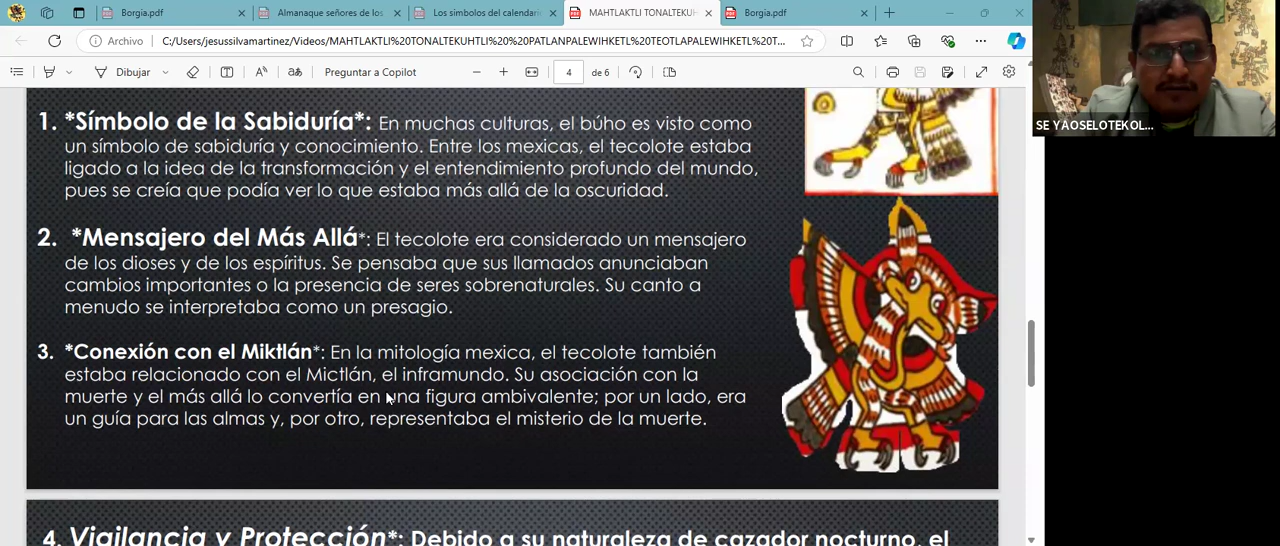 Borgia.pdf
Almanaque señores de los
Los simbolos del calendari
MAHTLAKTLI TONALTEKUH
Borgia.pdf
Archivo
C:/Users/jesussilvamartinez/Videos/MAHTLAKTLI%20TONALTEKUHTLI%20%20PATLANPALEWIHKETL%20TEOTLAPALEWIHKETL%20T...
Dibujar
Preguntar a Copilot
4
de 6
SE YAOSELOTEKOL...
1. *Símbolo de la Sabiduría*: En muchas culturas, el búho es visto como
un símbolo de sabiduría y conocimiento. Entre los mexicas, el tecolote estaba
ligado a la idea de la transformación y el entendimiento profundo del mundo,
pues se creía que podía ver lo que estaba más allá de la oscuridad.
2. *Mensajero del Más Allá*: El tecolote era considerado un mensajero
de los dioses y de los espíritus. Se pensaba que sus llamados anunciaban
cambios importantes o la presencia de seres sobrenaturales. Su canto a
menudo se interpretaba como un presagio.
3. *Conexión con el Miktlán*: En la mitología mexica, el tecolote también
estaba relacionado con el Mictlán, el inframundo. Su asociación con la
muerte y el más allá lo convertía en una figura ambivalente; por un lado, era
un guía para las almas y, por otro, representaba el misterio de la muerte.
4. Vigilancia y Protección*: Debido a su naturaleza de cazador nocturno, el